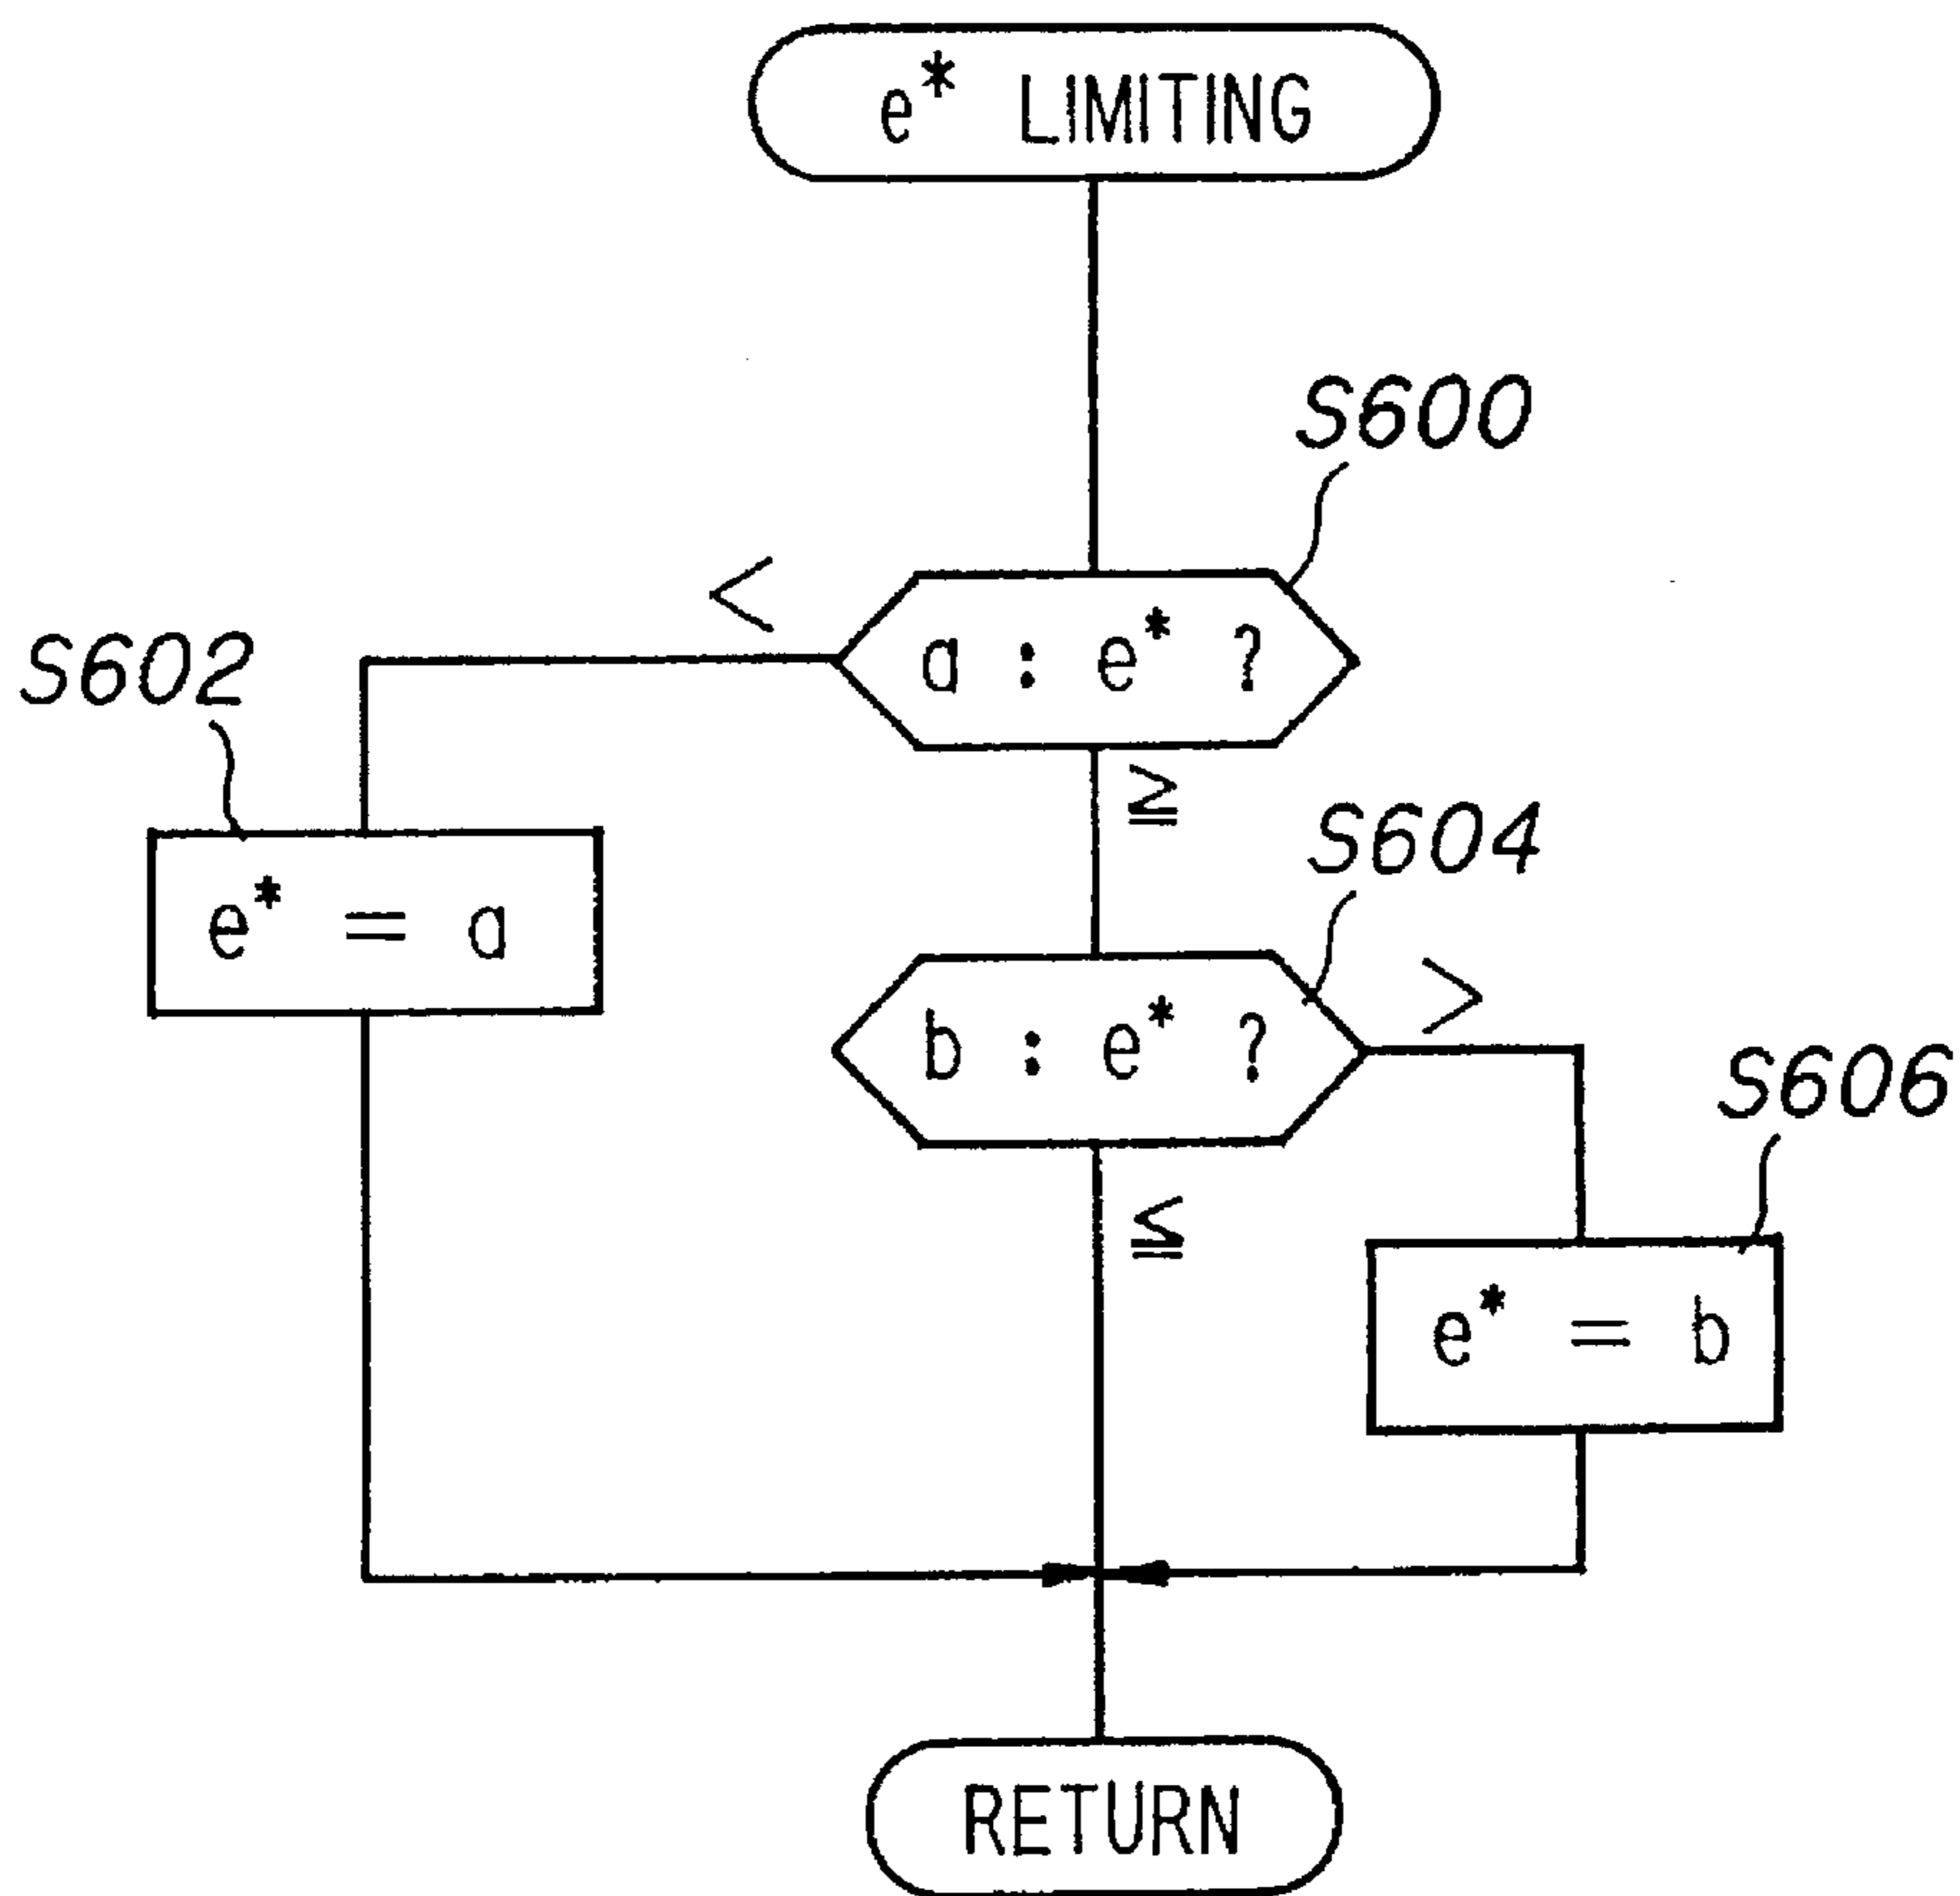 e* LIMITING
S600
<
a : e* ?
S602
≧
S604
e* = a
>
b : e* ?
S606
≦
e* = b
RETURN